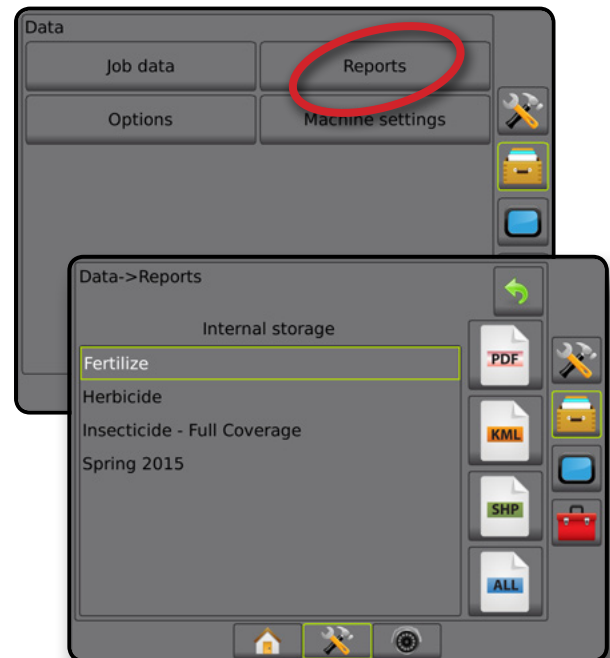 Data
Job data
Reports
Options
Machine settings
Data->Reports
Internal storage
Fertilize
Herbicide
Insecticide - Full Coverage
Spring 2015
PDF
KML
SHP
ALL